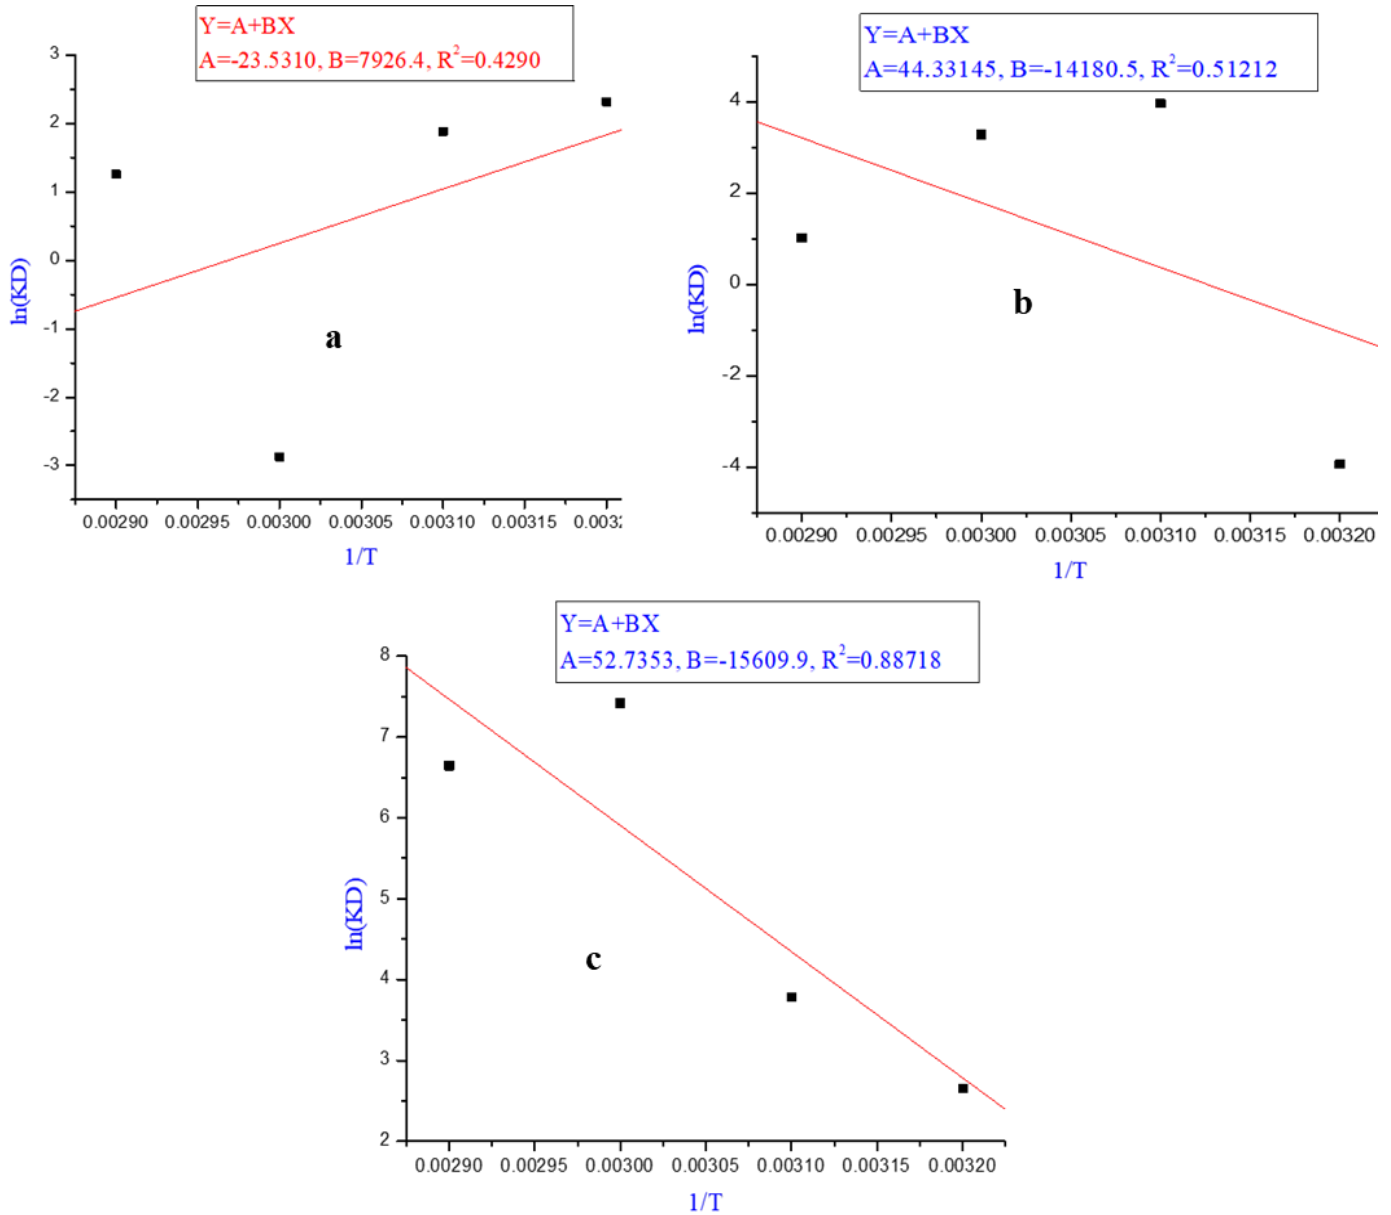 Y=A+BX
A=-23.5310, B=7926.4, R²=0.4290
3
2
1
0
-1
-2
-3
ln(KD)
a
0.00290 0.00295 0.00300 0.00305 0.00310 0.00315
1/T
Y=A+BX
A=44.33145, B=-14180.5, R²=0.51212
4
2
0
-2
-4
ln(KD)
b
0.00290 0.00295 0.00300 0.00305 0.00310 0.00315 0.00320
1/T
Y=A+BX
A=52.7353, B=-15609.9, R²=0.88718
8
7
6
5
4
3
2
ln(KD)
c
0.00290 0.00295 0.00300 0.00305 0.00310 0.00315 0.00320
1/T